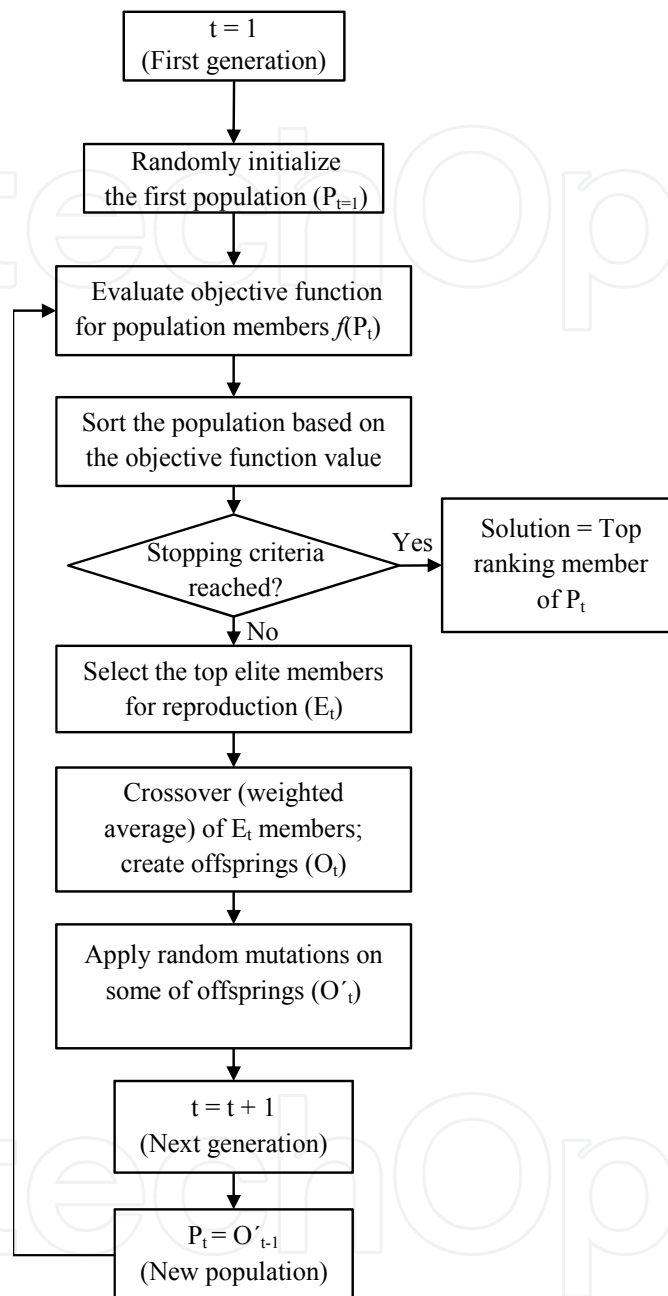 t = 1
(First generation)
Randomly initialize
the first population (Pt=1)
Evaluate objective function
for population members f(Pt)
Sort the population based on
the objective function value
Stopping criteria
reached?
Yes
Solution = Top
ranking member
of Pt
No
Select the top elite members
for reproduction (Et)
Crossover (weighted
average) of Et members;
create offsprings (Ot)
Apply random mutations on
some of offsprings (O´t)
t = t + 1
(Next generation)
Pt = O´t-1
(New population)
techOp
techOp